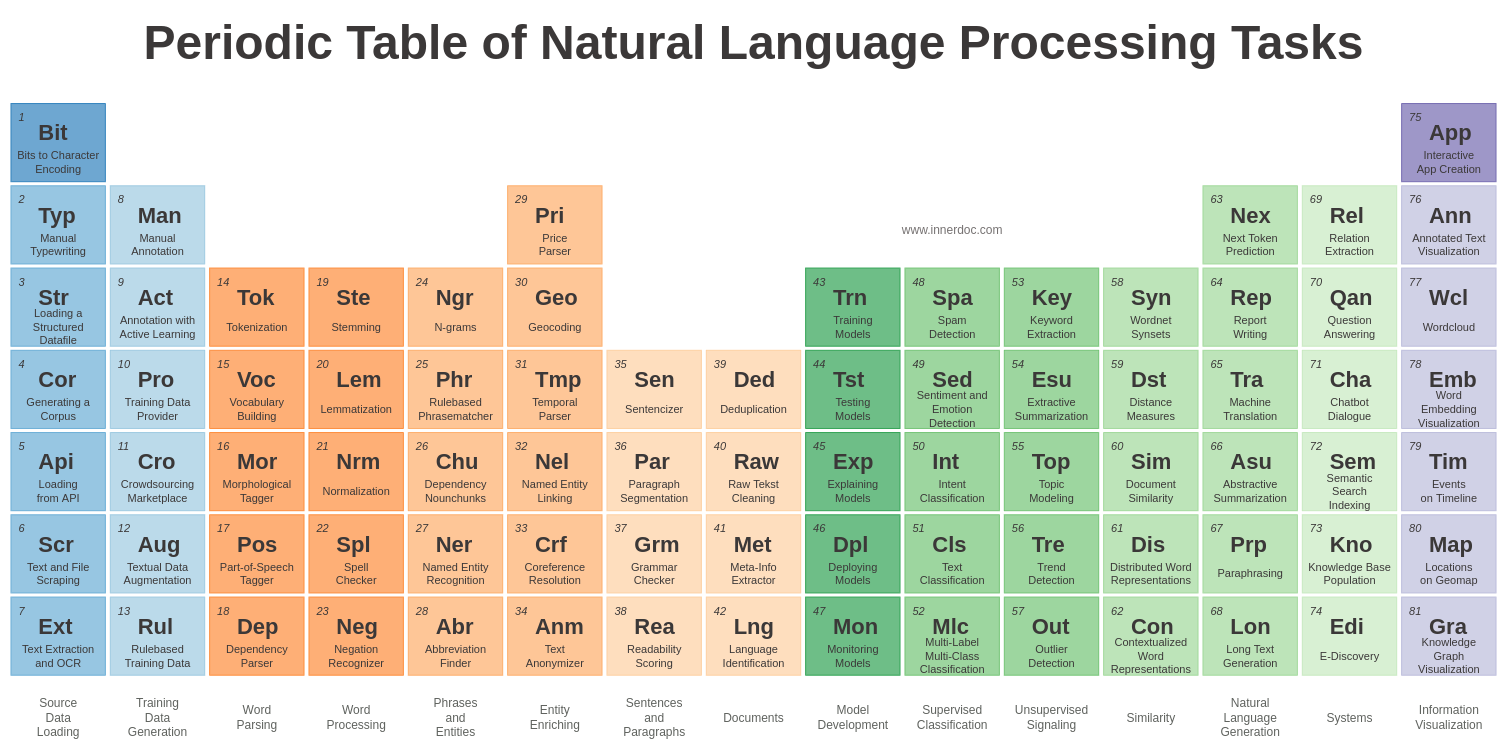 Periodic Table of Natural Language Processing Tasks
1
Bit
Bits to Character
Encoding
75
App
Interactive
App Creation
2
Typ
Manual
Typewriting
8
Man
Manual
Annotation
29
Pri
Price
Parser
www.innerdoc.com
63
Nex
Next Token
Prediction
69
Rel
Relation
Extraction
76
Ann
Annotated Text
Visualization
3
Str
Loading a
Structured
Datafile
9
Act
Annotation with
Active Learning
14
Tok
Tokenization
19
Ste
Stemming
24
Ngr
N-grams
30
Geo
Geocoding
43
Trn
Training
Models
48
Spa
Spam
Detection
53
Key
Keyword
Extraction
58
Syn
Wordnet
Synsets
64
Rep
Report
Writing
70
Qan
Question
Answering
77
Wcl
Wordcloud
4
Cor
Generating a
Corpus
10
Pro
Training Data
Provider
15
Voc
Vocabulary
Building
20
Lem
Lemmatization
25
Phr
Rulebased
Phrasematcher
31
Tmp
Temporal
Parser
35
Sen
Sentencizer
39
Ded
Deduplication
44
Tst
Testing
Models
49
Sed
Sentiment and
Emotion
Detection
54
Esu
Extractive
Summarization
59
Dst
Distance
Measures
65
Tra
Machine
Translation
71
Cha
Chatbot
Dialogue
78
Emb
Word
Embedding
Visualization
5
Api
Loading
from API
11
Cro
Crowdsourcing
Marketplace
16
Mor
Morphological
Tagger
21
Nrm
Normalization
26
Chu
Dependency
Nounchunks
32
Nel
Named Entity
Linking
36
Par
Paragraph
Segmentation
40
Raw
Raw Tekst
Cleaning
45
Exp
Explaining
Models
50
Int
Intent
Classification
55
Top
Topic
Modeling
60
Sim
Document
Similarity
66
Asu
Abstractive
Summarization
72
Sem
Semantic
Search
Indexing
79
Tim
Events
on Timeline
6
Scr
Text and File
Scraping
12
Aug
Textual Data
Augmentation
17
Pos
Part-of-Speech
Tagger
22
Spl
Spell
Checker
27
Ner
Named Entity
Recognition
33
Crf
Coreference
Resolution
37
Grm
Grammar
Checker
41
Met
Meta-Info
Extractor
46
Dpl
Deploying
Models
51
Cls
Text
Classification
56
Tre
Trend
Detection
61
Dis
Distributed Word
Representations
67
Prp
Paraphrasing
73
Kno
Knowledge Base
Population
80
Map
Locations
on Geomap
7
Ext
Text Extraction
and OCR
13
Rul
Rulebased
Training Data
18
Dep
Dependency
Parser
23
Neg
Negation
Recognizer
28
Abr
Abbreviation
Finder
34
Anm
Text
Anonymizer
38
Rea
Readability
Scoring
42
Lng
Language
Identification
47
Mon
Monitoring
Models
52
Mlc
Multi-Label
Multi-Class
Classification
57
Out
Outlier
Detection
62
Con
Contextualized
Word
Representations
68
Lon
Long Text
Generation
74
Edi
E-Discovery
81
Gra
Knowledge
Graph
Visualization
Source
Data
Loading
Training
Data
Generation
Word
Parsing
Word
Processing
Phrases
and
Entities
Entity
Enriching
Sentences
and
Paragraphs
Documents
Model
Development
Supervised
Classification
Unsupervised
Signaling
Similarity
Natural
Language
Generation
Systems
Information
Visualization